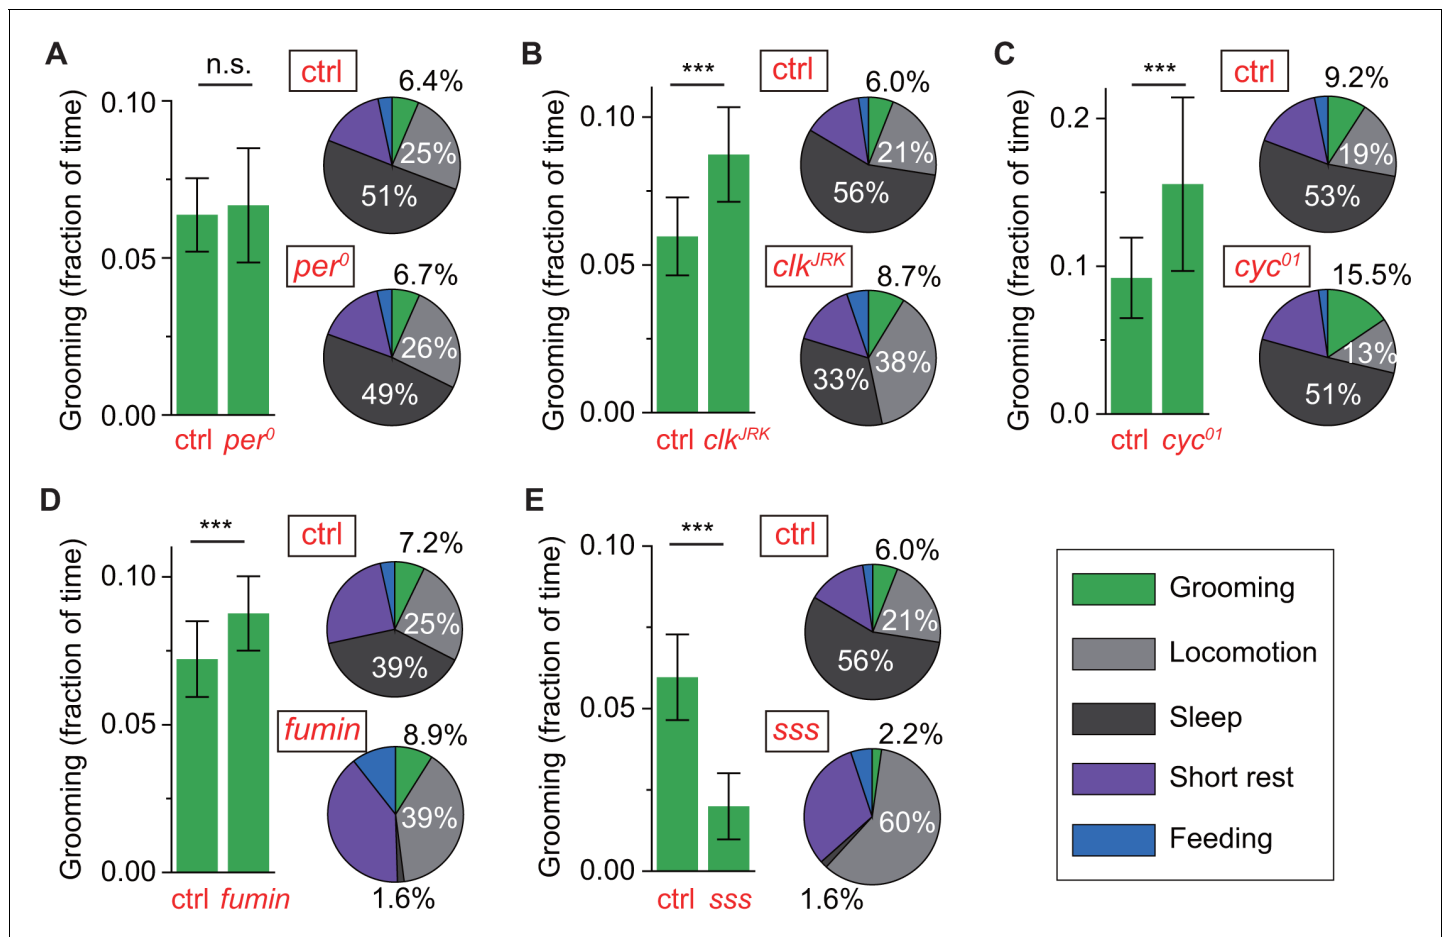 A
n.s.
ctrl
6.4%
Grooming (fraction of time)
0.10
0.05
0.00
25%
51%
per⁰
6.7%
26%
49%
ctrl per⁰
B
***
ctrl
6.0%
Grooming (fraction of time)
0.10
0.05
0.00
21%
56%
clkᴶᴿᴷ
8.7%
38%
33%
ctrl clkᴶᴿᴷ
C
***
ctrl
9.2%
Grooming (fraction of time)
0.2
0.1
0.0
19%
53%
cyc⁰¹
15.5%
13%
51%
ctrl cyc⁰¹
D
***
ctrl
7.2%
Grooming (fraction of time)
0.10
0.05
0.00
25%
39%
fumin
8.9%
39%
1.6%
ctrl fumin
E
***
ctrl
6.0%
Grooming (fraction of time)
0.10
0.05
0.00
21%
56%
sss
2.2%
60%
1.6%
ctrl sss
Grooming
Locomotion
Sleep
Short rest
Feeding